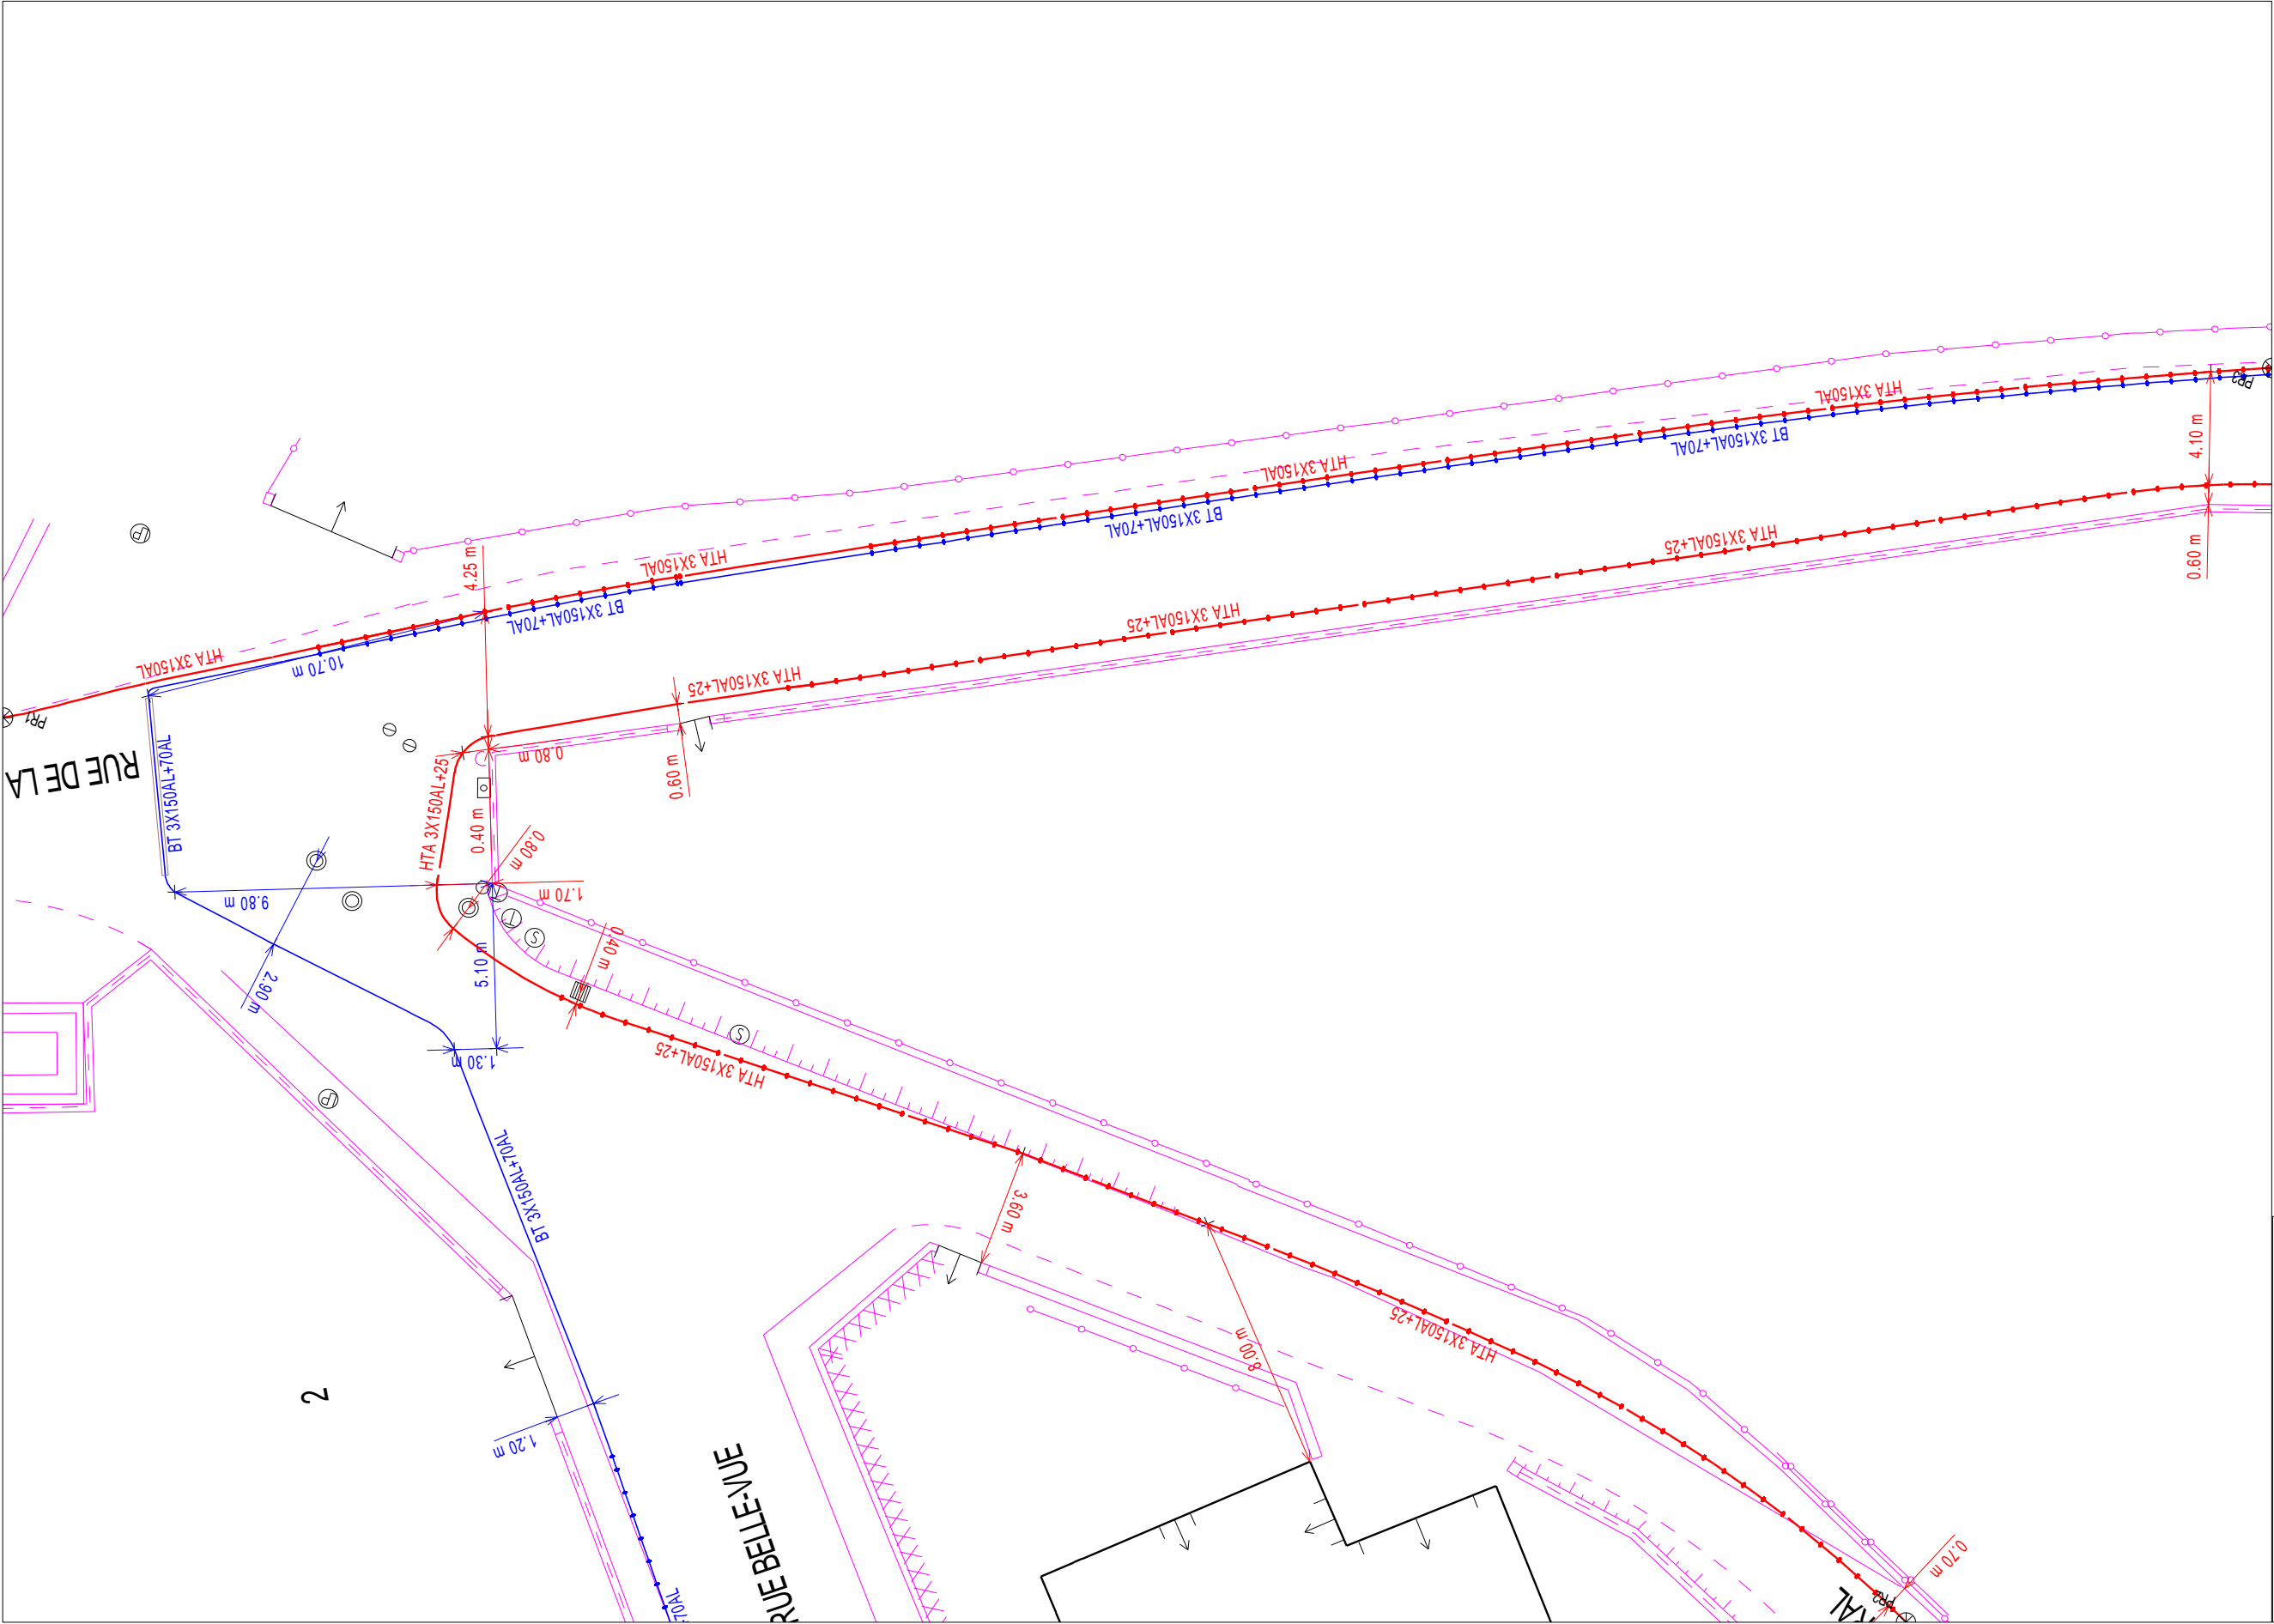 HTA 3X150AL
4.10 m
BT 3X150AL+70AL
PR3
HTA 3X150AL
BT 3X150AL+70AL
HTA 3X150AL
4.25 m
BT 3X150AL+70AL
HTA 3X150AL+25
0.60 m
HTA 3X150AL+25
HTA 3X150AL
10.70 m
HTA 3X150AL+25
PR1
RUE DE LA
BT 3X150AL+70AL
HTA 3X150AL+25
0.80 m
0.60 m
0.40 m
0.80 m
1.70 m
9.80 m
LP
T
S
0.40 m
5.10 m
2.90 m
S
1.30 m
HTA 3X150AL+25
LP
BT 3X150AL+70AL
3.60 m
8.00 m
HTA 3X150AL+25
2
1.20 m
RUE BELLE-VUE
70AL
0.70 m
PR2